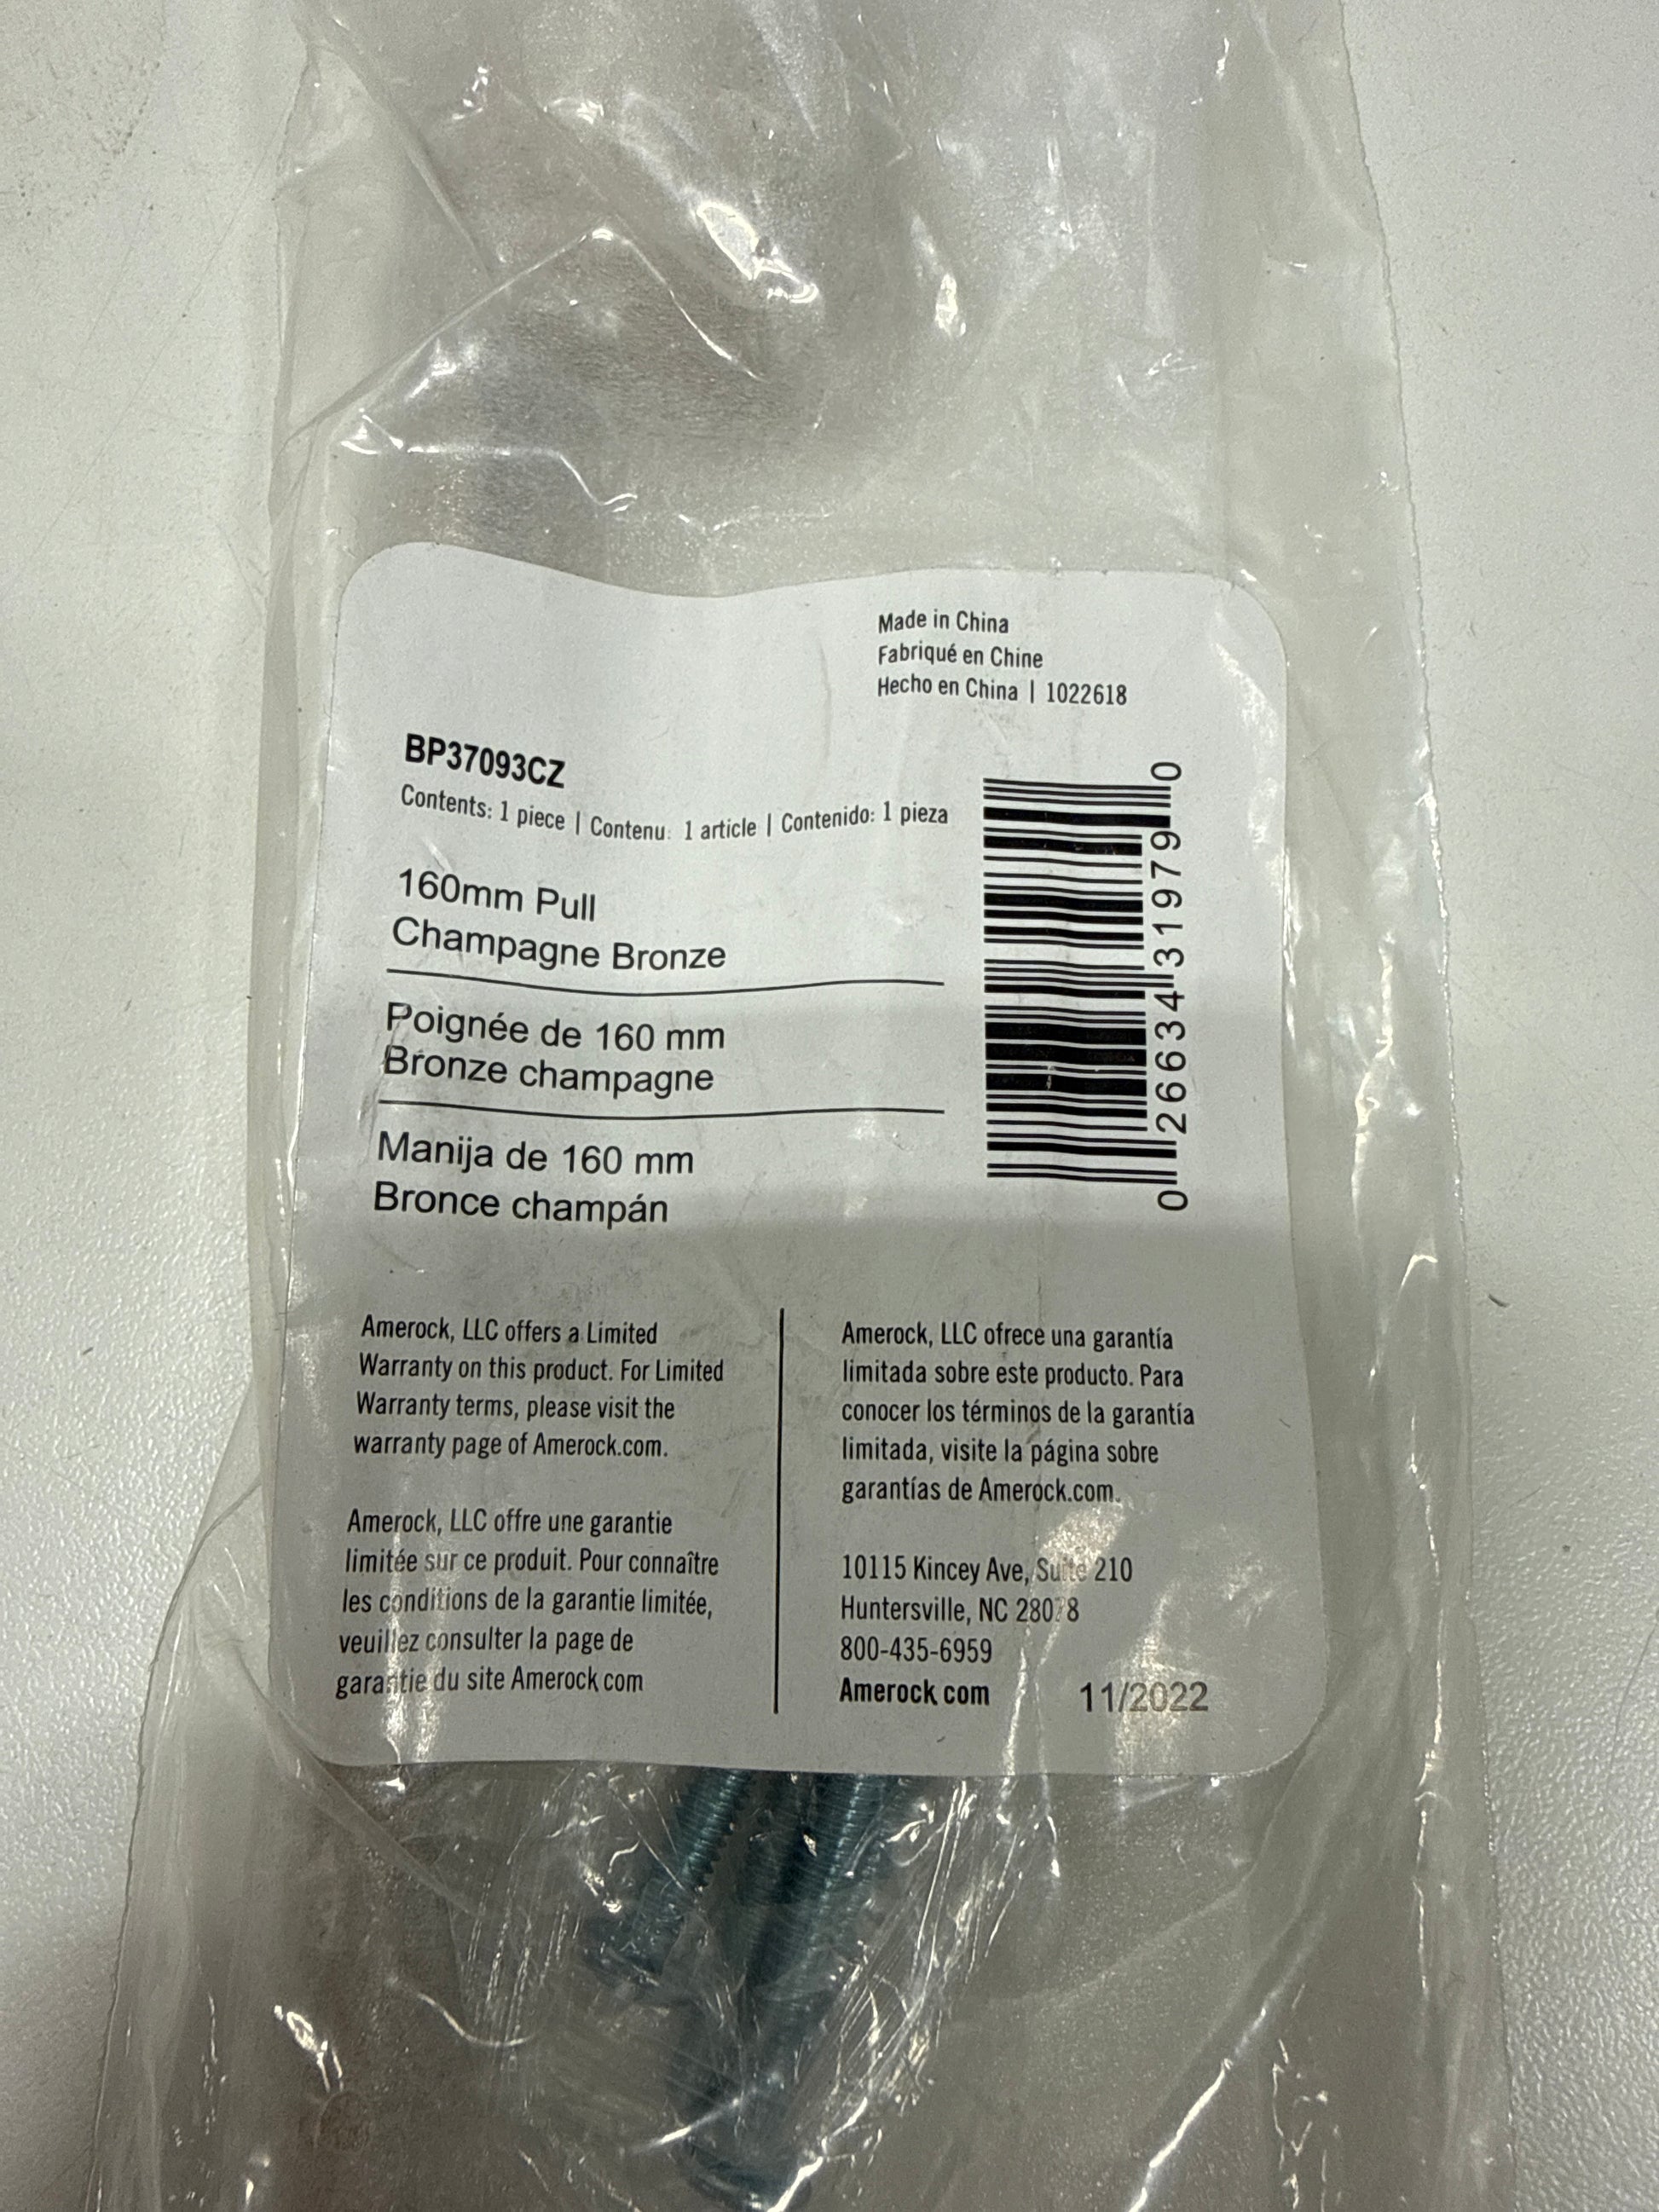 Made in China
Fabriqué en Chine
Hecho en China | 1022618
BP37093CZ
Contents: 1 piece | Contenu: 1 article | Contenido: 1 pieza
160mm Pull
Champagne Bronze
Poignée de 160 mm
Bronze champagne
Manija de 160 mm
Bronce champán
0 26634 31979 0
Amerock, LLC offers a Limited
Warranty on this product. For Limited
Warranty terms, please visit the
warranty page of Amerock.com.
Amerock, LLC offre une garantie
limitée sur ce produit. Pour connaître
les conditions de la garantie limitée,
veuillez consulter la page de
garantie du site Amerock com
Amerock, LLC ofrece una garantía
limitada sobre este producto. Para
conocer los términos de la garantía
limitada, visite la página sobre
garantías de Amerock.com.
10115 Kincey Ave, Suite 210
Huntersville, NC 28078
800-435-6959
Amerock com
11/2022